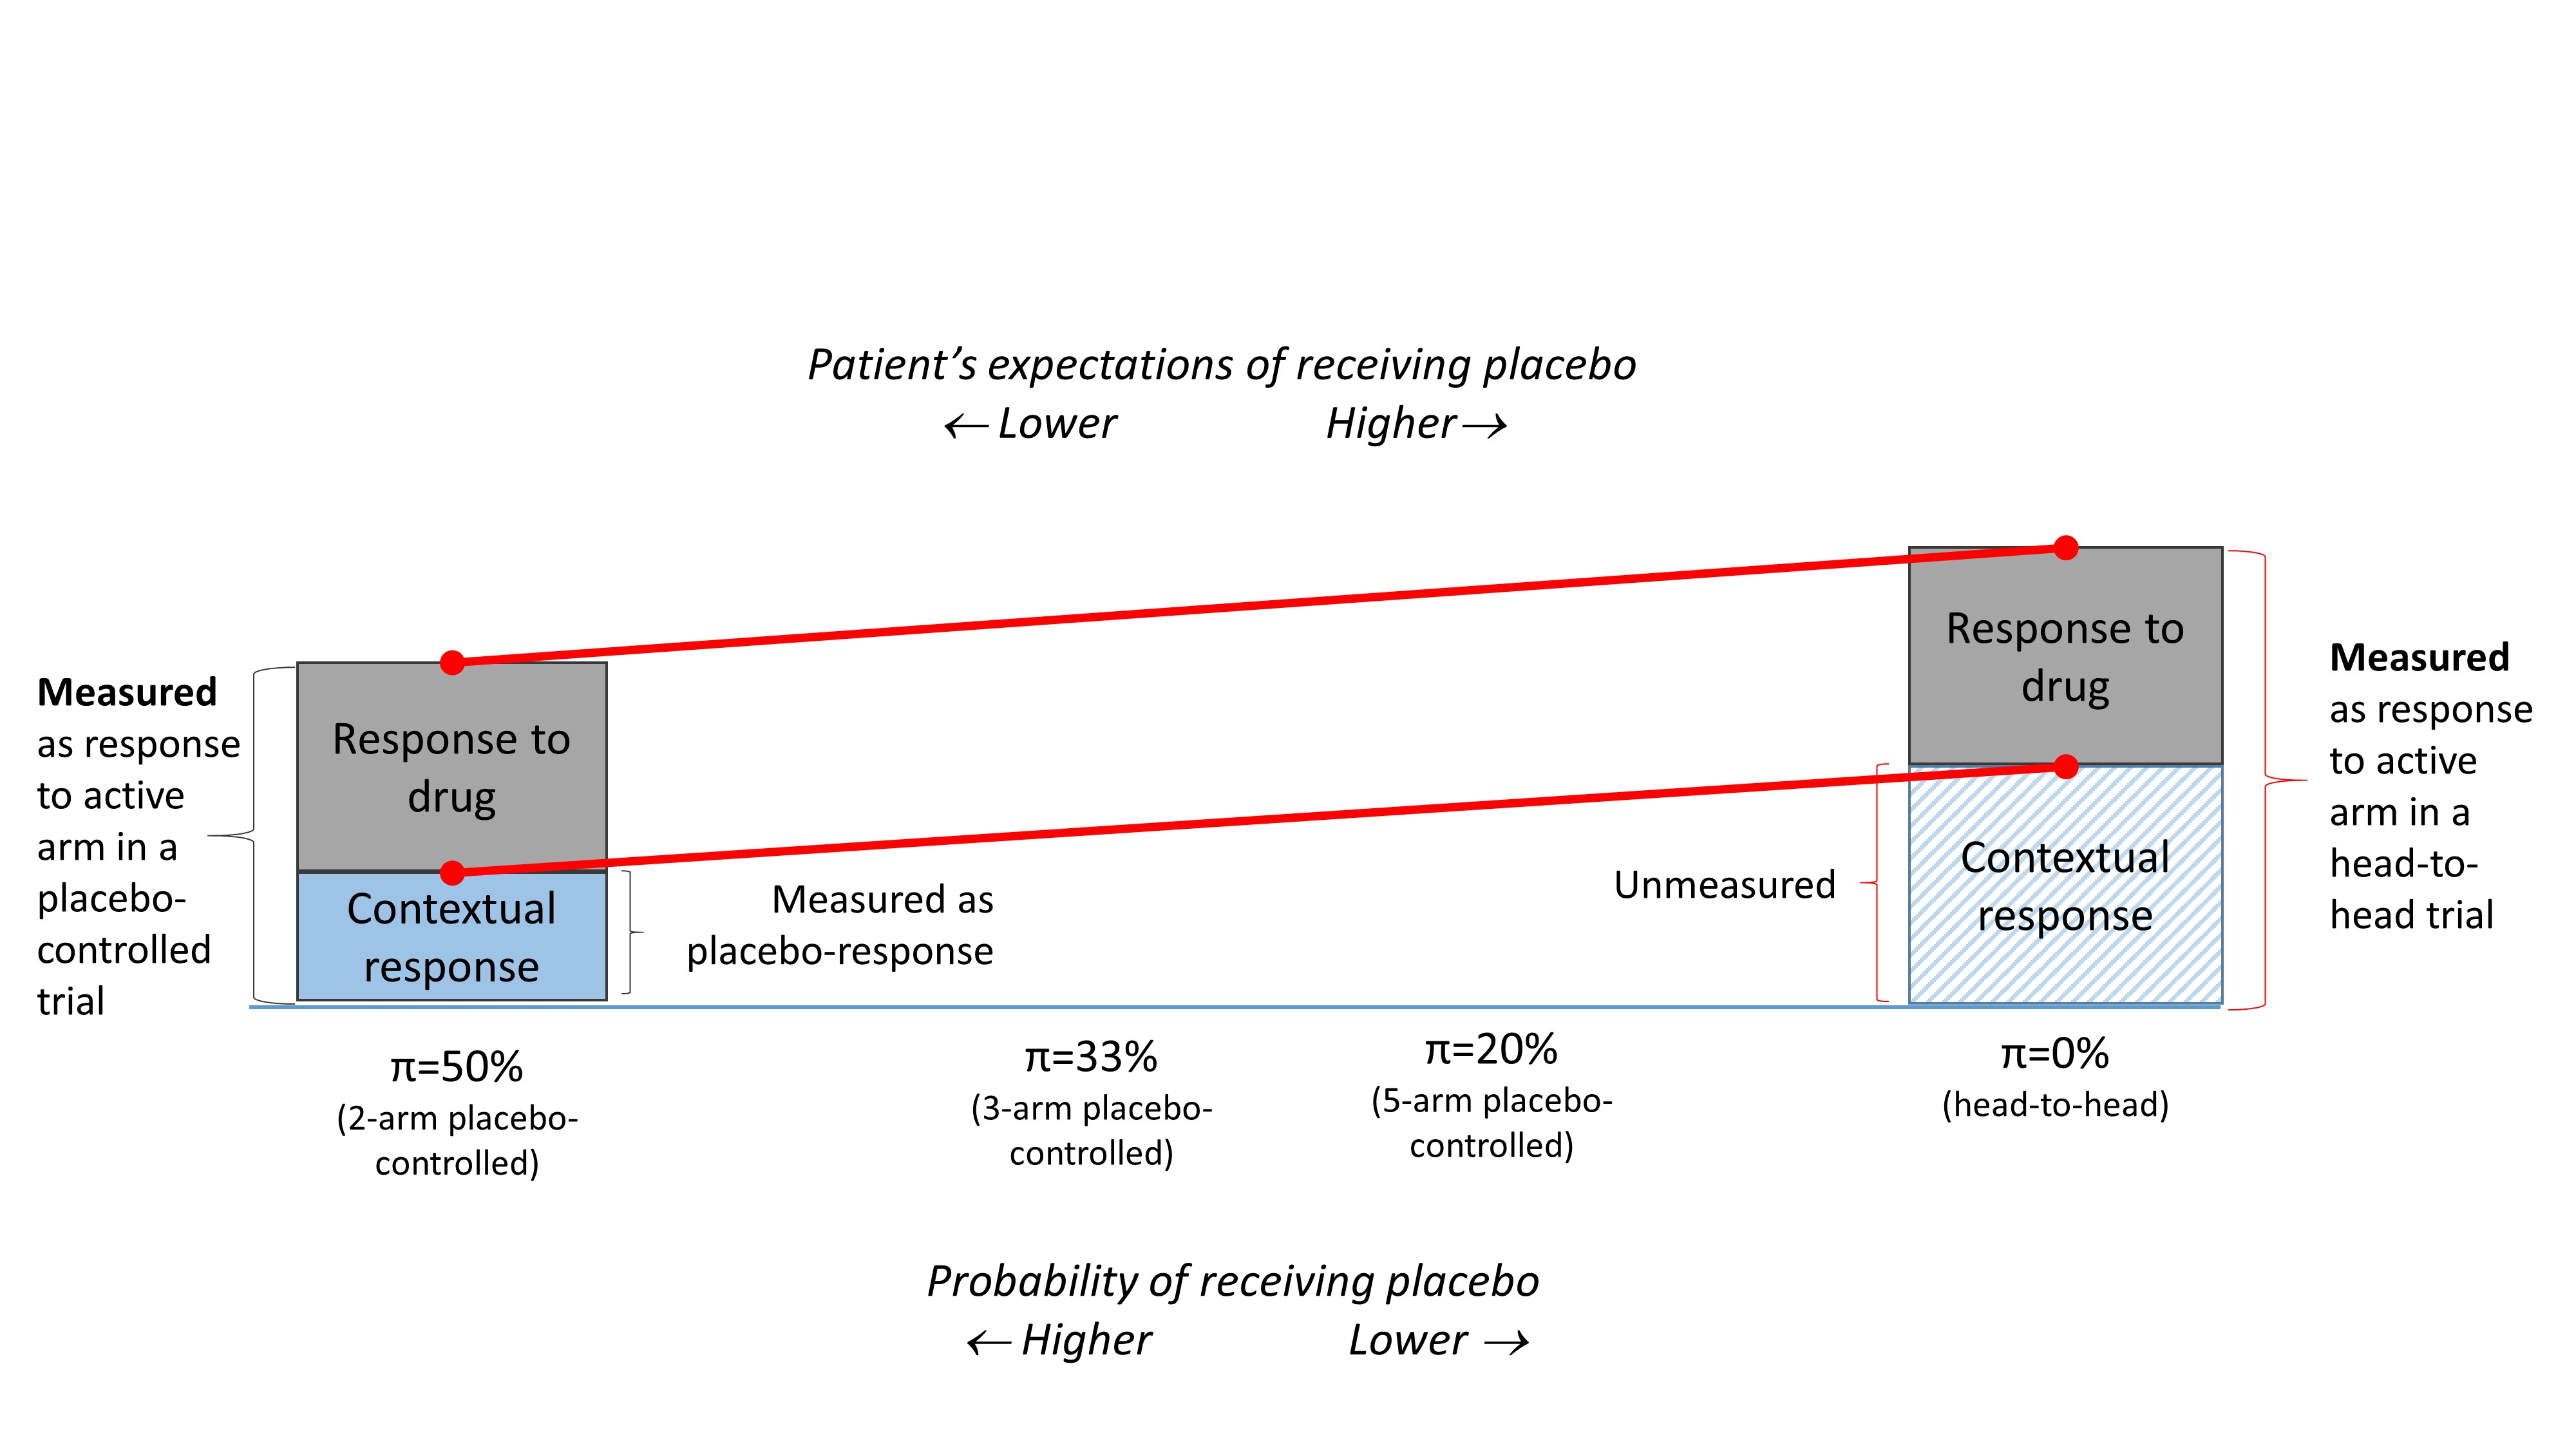 Patient’s expectations of receiving placebo
← Lower Higher →
Measured
as response
to active
arm in a
placebo-
controlled
trial
Response to
drug
Contextual
response
Measured as
placebo-response
Unmeasured
Response to
drug
Contextual
response
Measured
as response
to active
arm in a
head-to-
head trial
π=50%
(2-arm placebo-
controlled)
π=33%
(3-arm placebo-
controlled)
π=20%
(5-arm placebo-
controlled)
π=0%
(head-to-head)
Probability of receiving placebo
← Higher Lower →